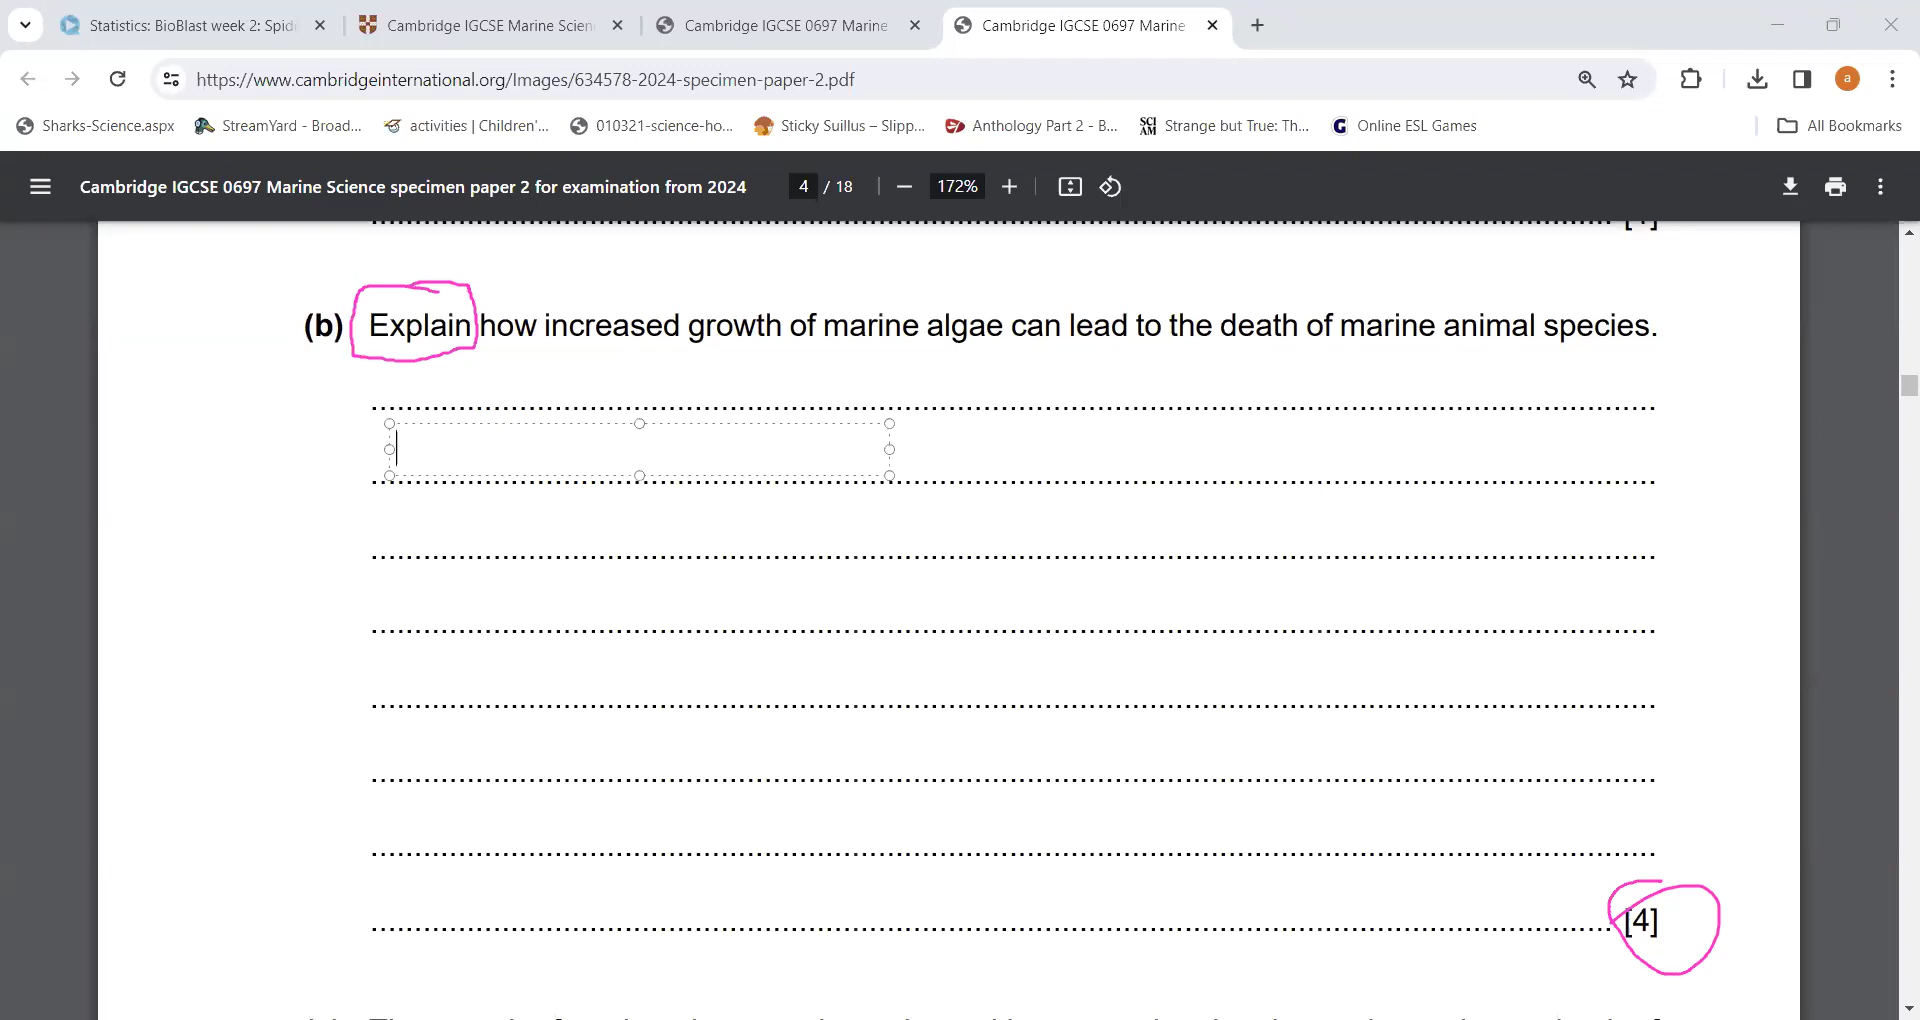 Statistics: BioBlast week 2: Spid
Cambridge IGCSE Marine Scien
Cambridge IGCSE 0697 Marine
Cambridge IGCSE 0697 Marine
https://www.cambridgeinternational.org/Images/634578-2024-specimen-paper-2.pdf
a
Sharks-Science.aspx
StreamYard - Broad...
activities | Children'...
010321-science-ho...
Sticky Suillus – Slipp...
Anthology Part 2 - B...
SCI AM
Strange but True: Th...
G
Online ESL Games
All Bookmarks
Cambridge IGCSE 0697 Marine Science specimen paper 2 for examination from 2024
4 / 18
172%
(b) Explain how increased growth of marine algae can lead to the death of marine animal species.
[4]